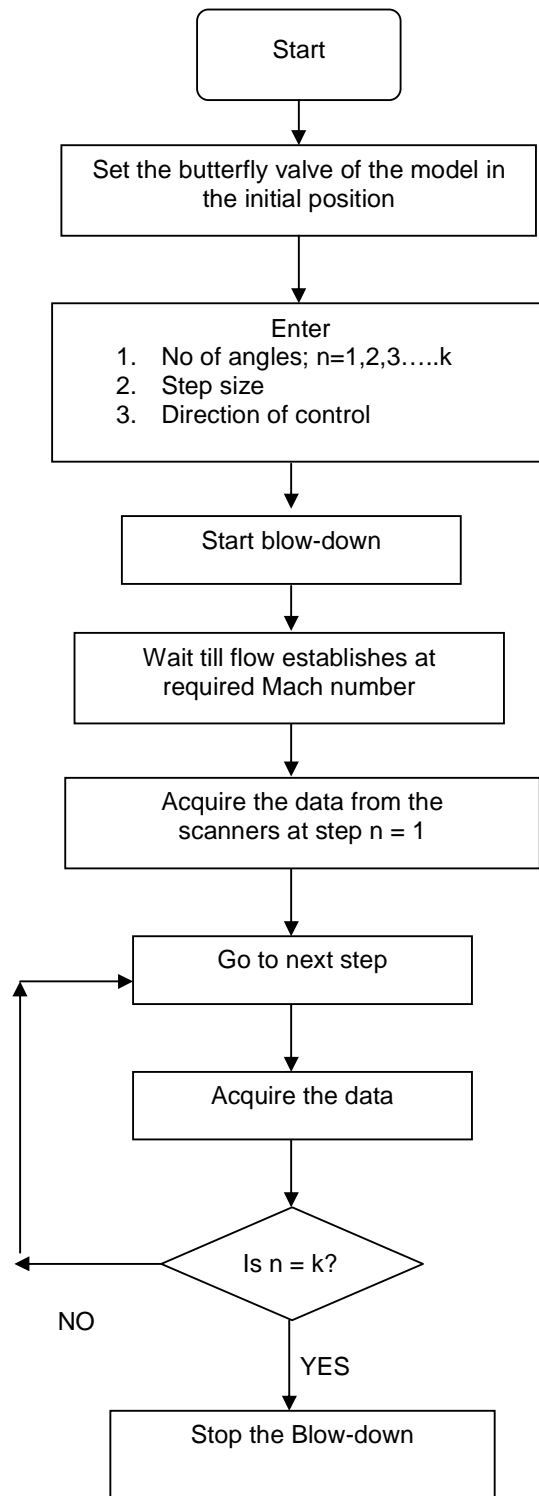 Start
Set the butterfly valve of the model in
the initial position
Enter
1. No of angles; n=1,2,3…..k
2. Step size
3. Direction of control
Start blow-down
Wait till flow establishes at
required Mach number
Acquire the data from the
scanners at step n = 1
Go to next step
Acquire the data
Is n = k?
NO
YES
Stop the Blow-down